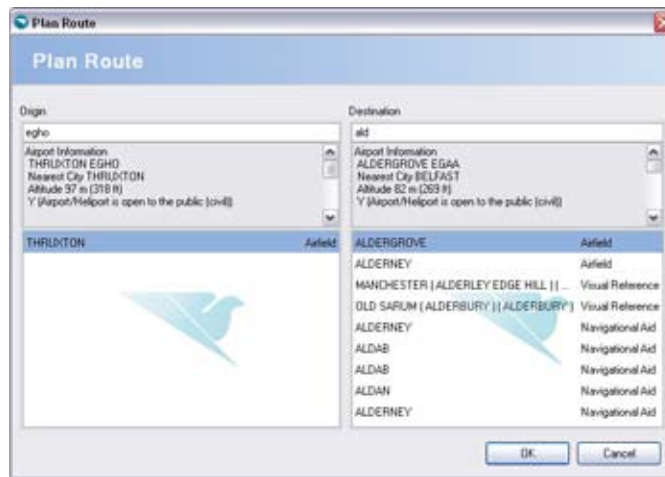 Plan Route
Plan Route
Origin
Destination
egho
ald
Airport Information
THRUXTON EGHO
Nearest City THRUXTON
Altitude 97 m (318 ft)
Y (Airport/Heliport is open to the public (civil))
Airport Information
ALDERGROVE EGAA
Nearest City BELFAST
Altitude 82 m (269 ft)
Y (Airport/Heliport is open to the public (civil))
THRUXTON Airfield
ALDERGROVE Airfield
ALDERNEY Airfield
MANCHESTER ( ALDERLEY EDGE HILL ) ( ... Visual Reference
OLD SARUM ( ALDERBURY ) ( ALDERBURY ) Visual Reference
ALDERNEY Navigational Aid
ALDAB Navigational Aid
ALDAB Navigational Aid
ALDAN Navigational Aid
ALDERNEY Navigational Aid
OK
Cancel